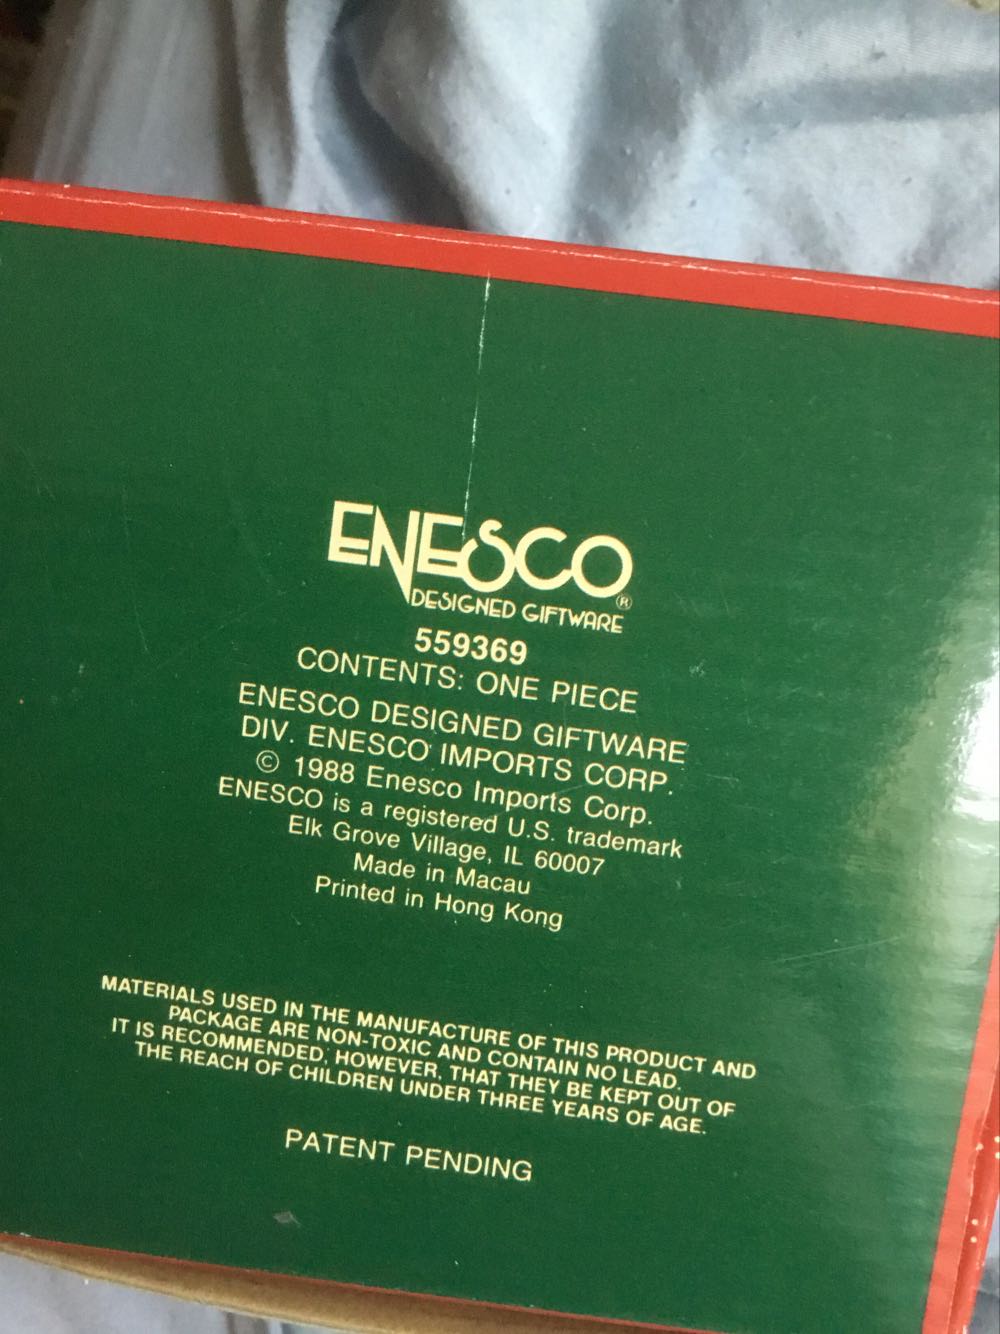 ENESCO®
DESIGNED GIFTWARE
559369
CONTENTS: ONE PIECE
ENESCO DESIGNED GIFTWARE
DIV. ENESCO IMPORTS CORP.
© 1988 Enesco Imports Corp.
ENESCO is a registered U.S. trademark
Elk Grove Village, IL 60007
Made in Macau
Printed in Hong Kong
MATERIALS USED IN THE MANUFACTURE OF THIS PRODUCT AND
PACKAGE ARE NON-TOXIC AND CONTAIN NO LEAD.
IT IS RECOMMENDED, HOWEVER, THAT THEY BE KEPT OUT OF
THE REACH OF CHILDREN UNDER THREE YEARS OF AGE.
PATENT PENDING